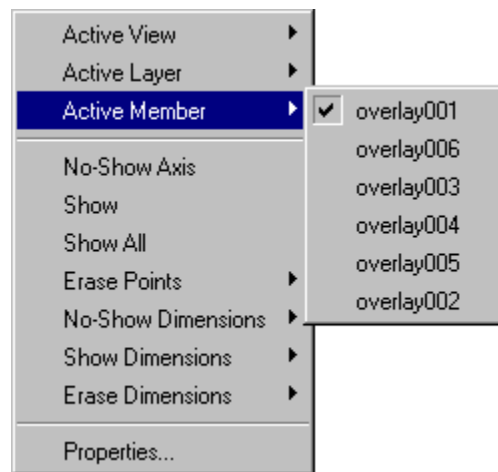 Active View
Active Layer
Active Member
No-Show Axis
Show
Show All
Erase Points
No-Show Dimensions
Show Dimensions
Erase Dimensions
Properties...
overlay001
overlay006
overlay003
overlay004
overlay005
overlay002